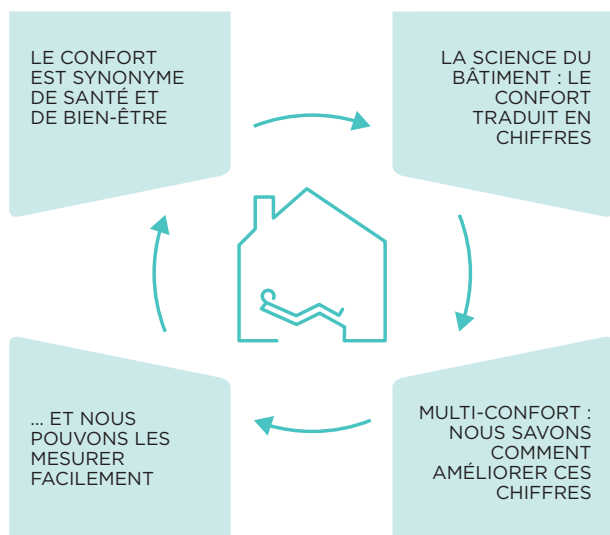 LE CONFORT
EST SYNONYME
DE SANTÉ ET
DE BIEN-ÊTRE
LA SCIENCE DU
BÂTIMENT : LE
CONFORT
TRADUIT EN
CHIFFRES
MULTI-CONFORT :
NOUS SAVONS
COMMENT
AMÉLIORER CES
CHIFFRES
... ET NOUS
POUVONS LES
MESURER
FACILEMENT